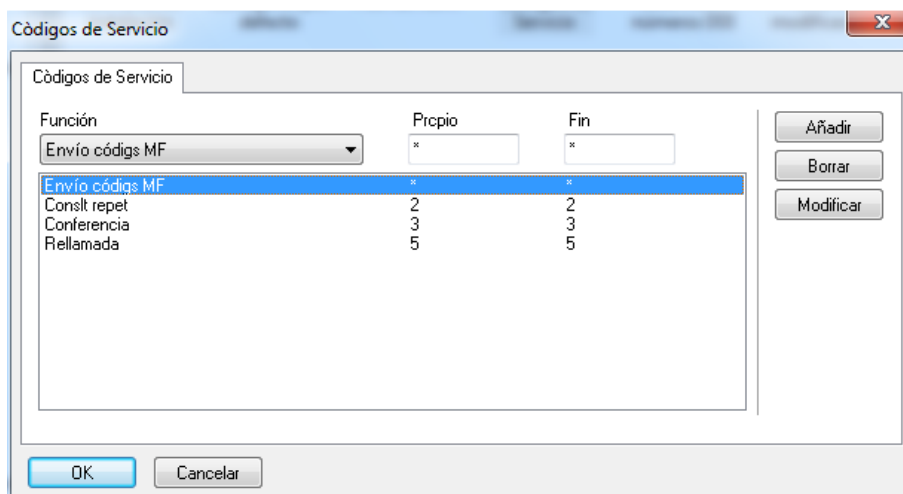 Còdigos de Servicio
Còdigos de Servicio
Función Prcpio Fin
Envío códigs MF * *
Envío códigs MF * *
Conslt repet 2 2
Conferencia 3 3
Rellamada 5 5
Añadir
Borrar
Modificar
OK Cancelar